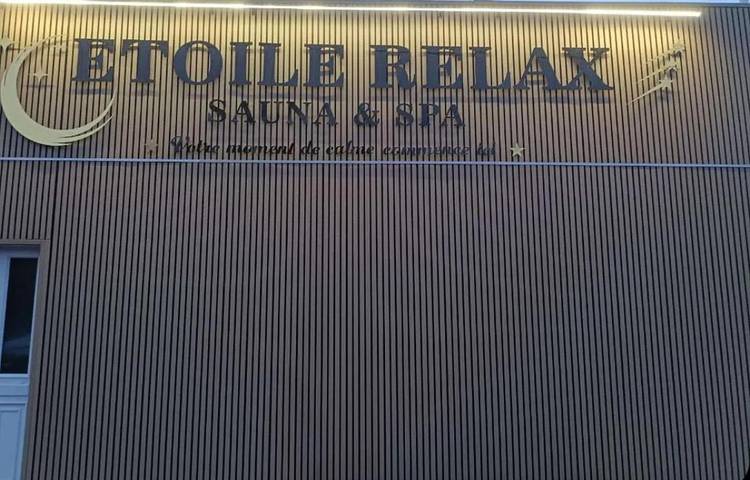 ETOILE RELAX
SAUNA & SPA
Votre moment de calme commence ici